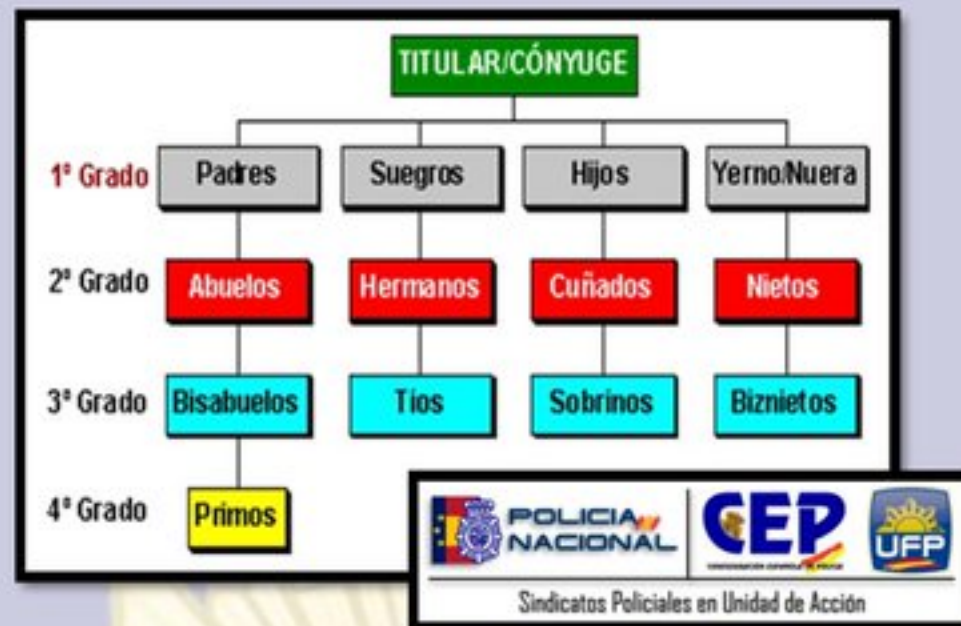 TITULAR/CÓNYUGE
1º Grado Padres Suegros Hijos Yerno/Nuera
2º Grado Abuelos Hermanos Cuñados Nietos
3º Grado Bisabuelos Tíos Sobrinos Biznietos
4º Grado Primos
POLICIA NACIONAL
CEP
UFP
Sindicatos Policiales en Unidad de Acción